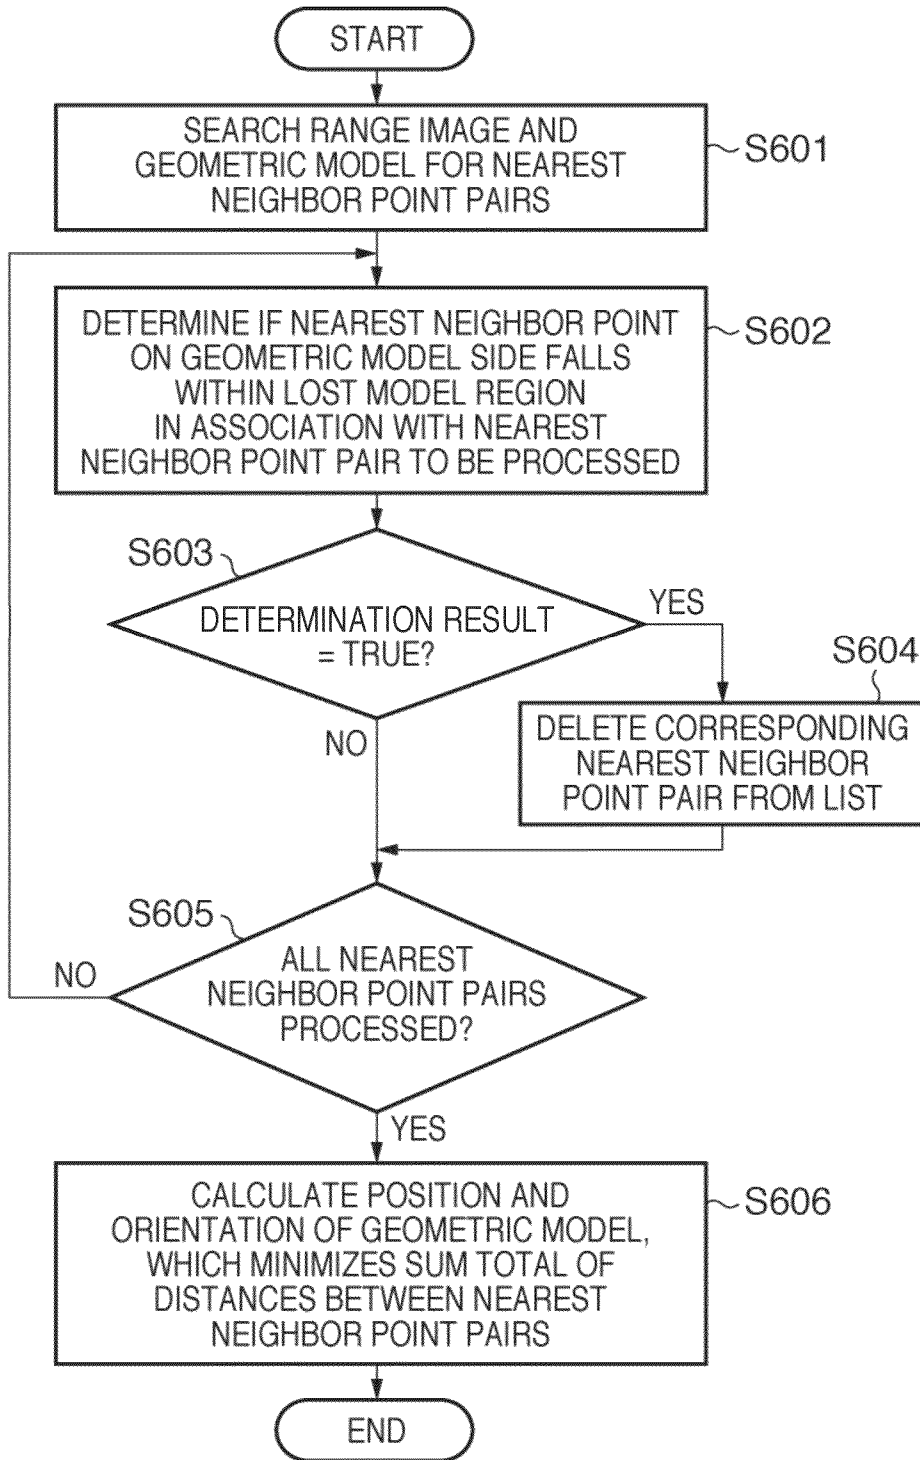 START
SEARCH RANGE IMAGE AND
GEOMETRIC MODEL FOR NEAREST
NEIGHBOR POINT PAIRS
S601
DETERMINE IF NEAREST NEIGHBOR POINT
ON GEOMETRIC MODEL SIDE FALLS
WITHIN LOST MODEL REGION
IN ASSOCIATION WITH NEAREST
NEIGHBOR POINT PAIR TO BE PROCESSED
S602
S603
DETERMINATION RESULT
= TRUE?
YES
NO
S604
DELETE CORRESPONDING
NEAREST NEIGHBOR
POINT PAIR FROM LIST
S605
ALL NEAREST
NEIGHBOR POINT PAIRS
PROCESSED?
NO
YES
CALCULATE POSITION AND
ORIENTATION OF GEOMETRIC MODEL,
WHICH MINIMIZES SUM TOTAL OF
DISTANCES BETWEEN NEAREST
NEIGHBOR POINT PAIRS
S606
END